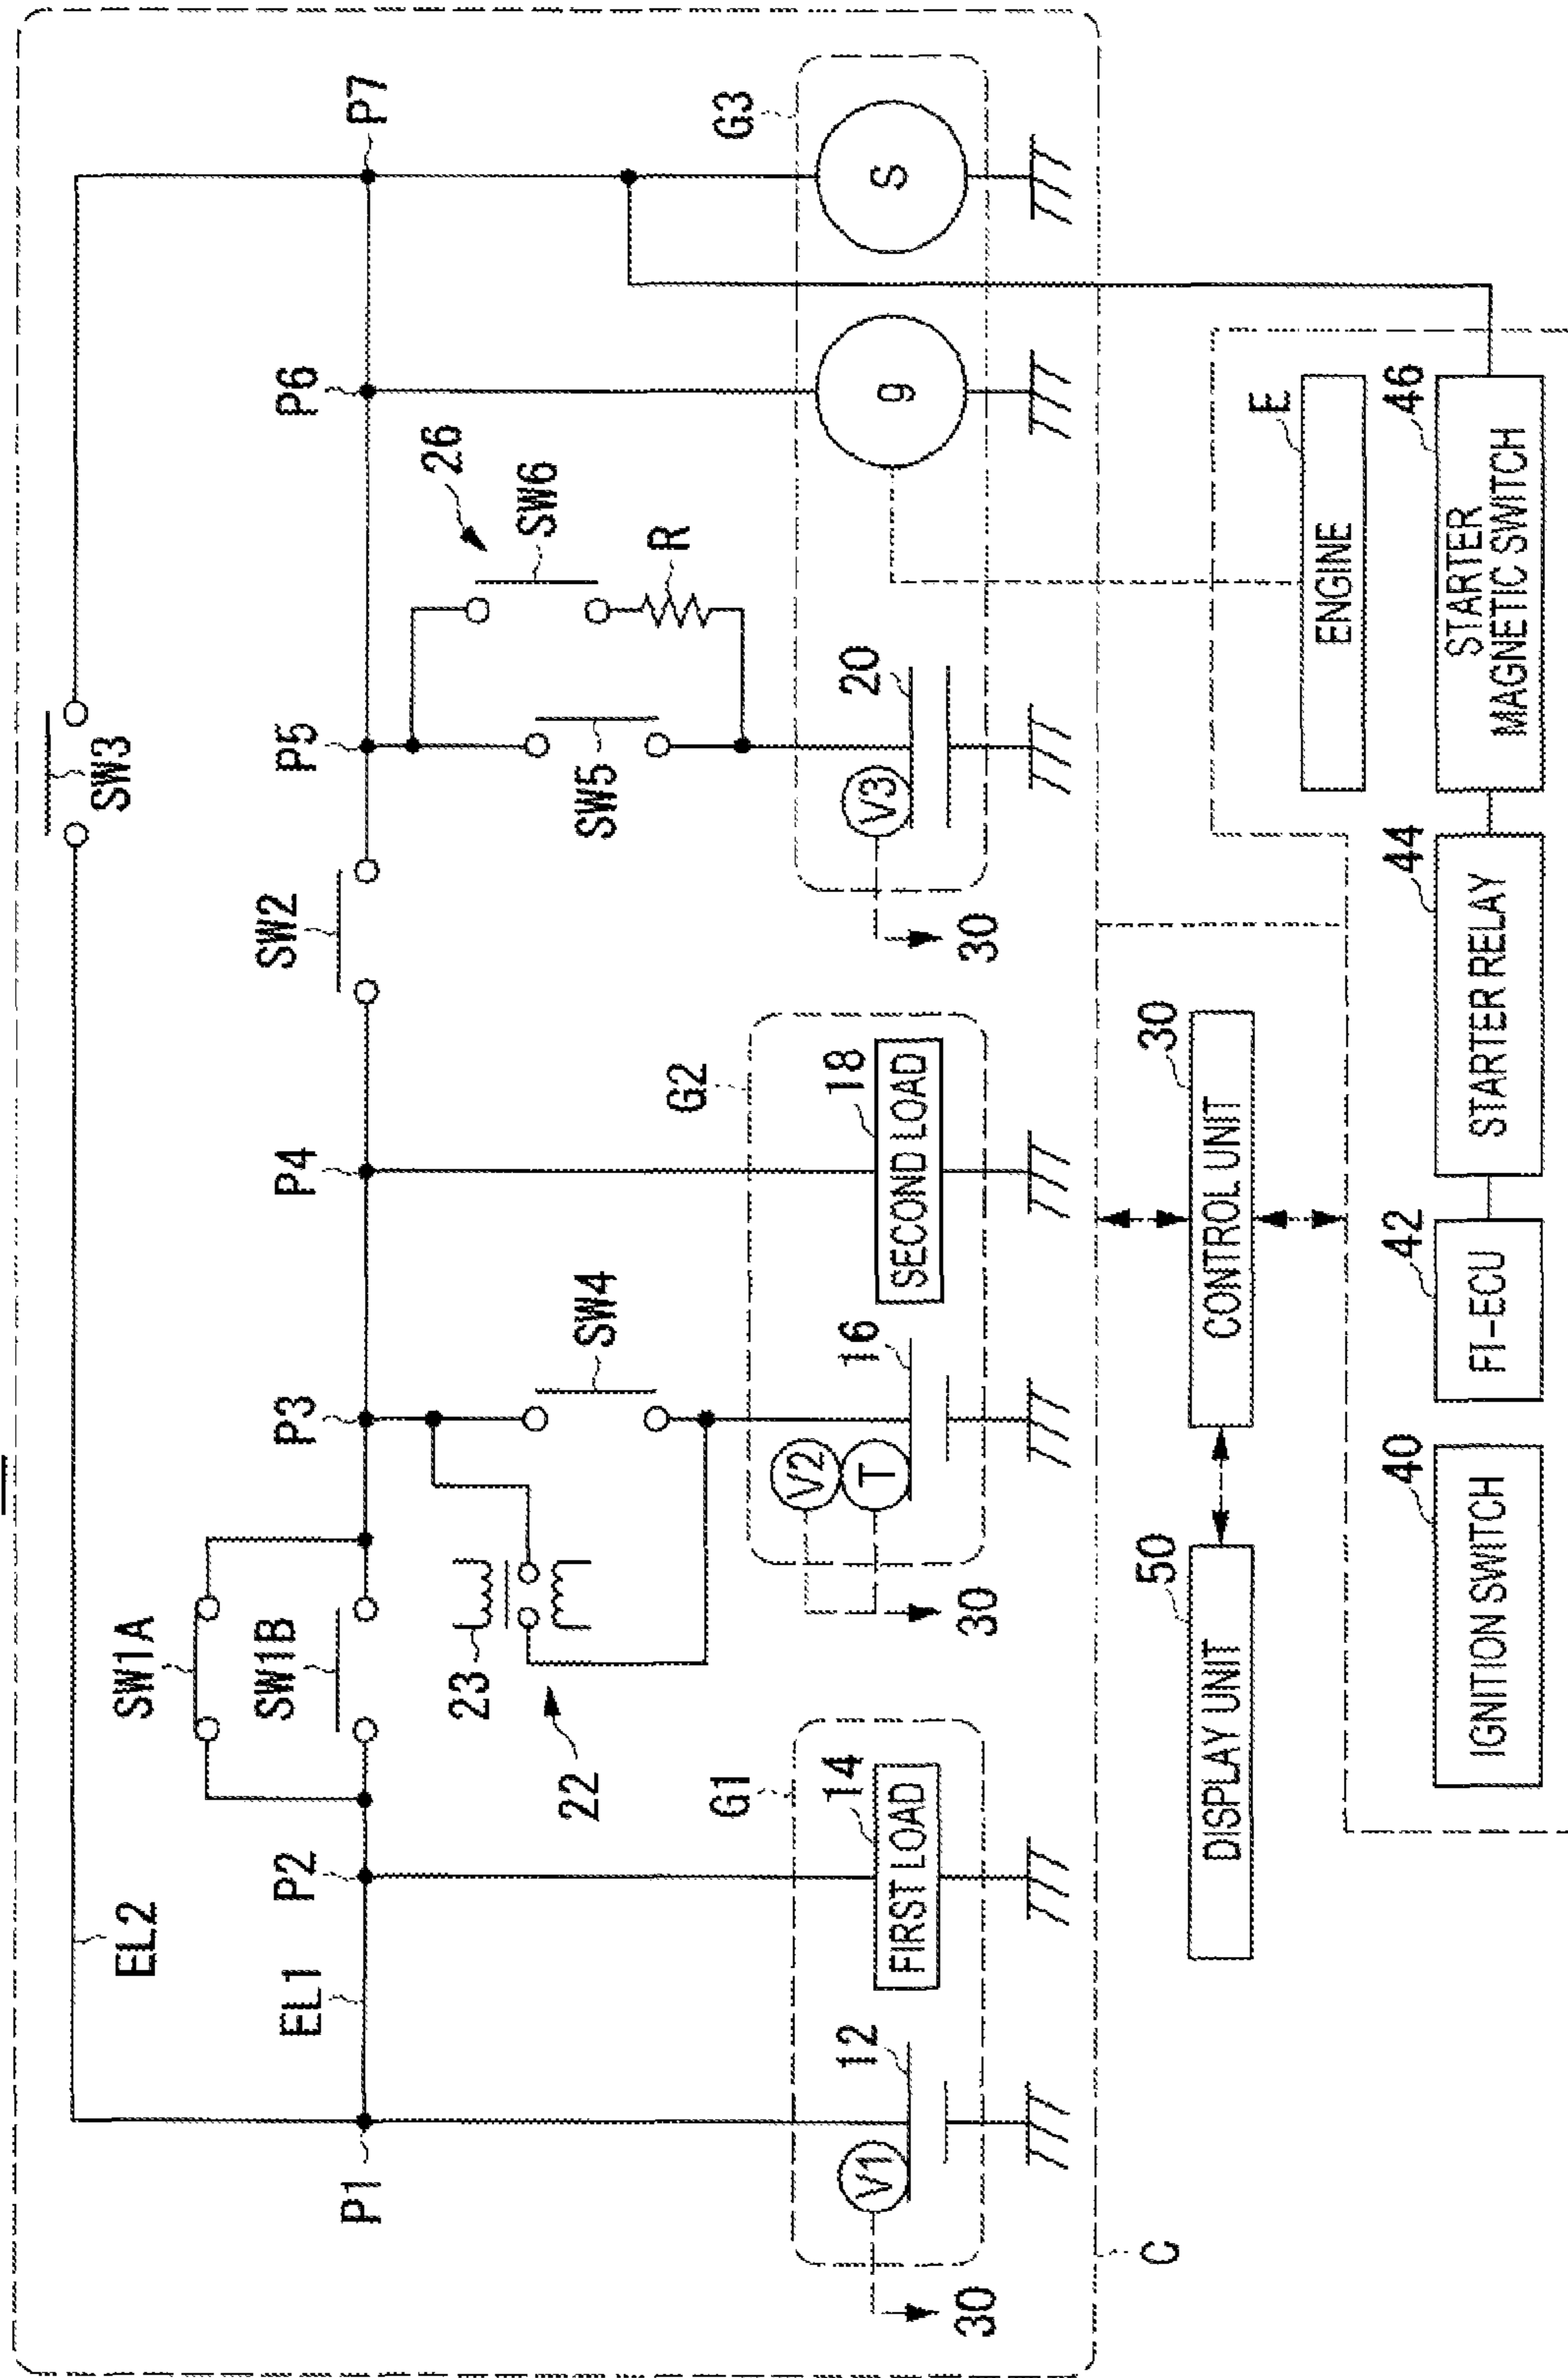 EL2
SW3
P1
EL1
P2
SW1A
SW1B
P3
P4
SW2
P5
P6
P7
23
22
SW4
SW5
26
SW6
R
G1
G2
G3
V1
12
14
FIRST LOAD
V2
T
16
18
SECOND LOAD
V3
20
g
S
30
30
30
C
50
DISPLAY UNIT
30
CONTROL UNIT
E
ENGINE
40
IGNITION SWITCH
42
FI-ECU
44
STARTER RELAY
46
STARTER
MAGNETIC SWITCH